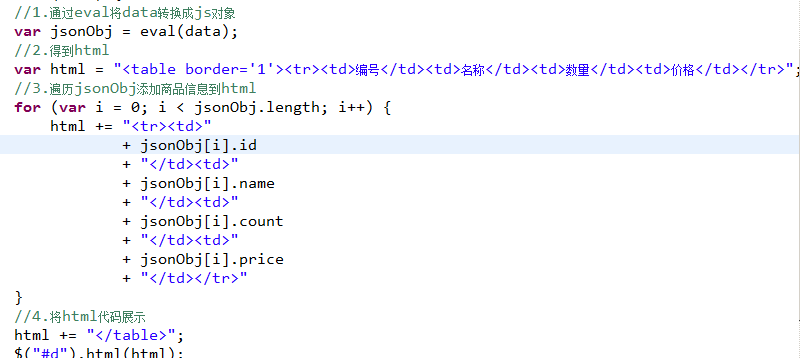 //1.通过eval将data转换成js对象
var jsonObj = eval(data);
//2.得到html
var html = "<table border='1'><tr><td>编号</td><td>名称</td><td>数量</td><td>价格</td></tr>";
//3.遍历jsonObj添加商品信息到html
for (var i = 0; i < jsonObj.length; i++) {
    html += "<tr><td>"
            + jsonObj[i].id
            + "</td><td>"
            + jsonObj[i].name
            + "</td><td>"
            + jsonObj[i].count
            + "</td><td>"
            + jsonObj[i].price
            + "</td></tr>"
}
//4.将html代码展示
html += "</table>";
$("#d").html(html);